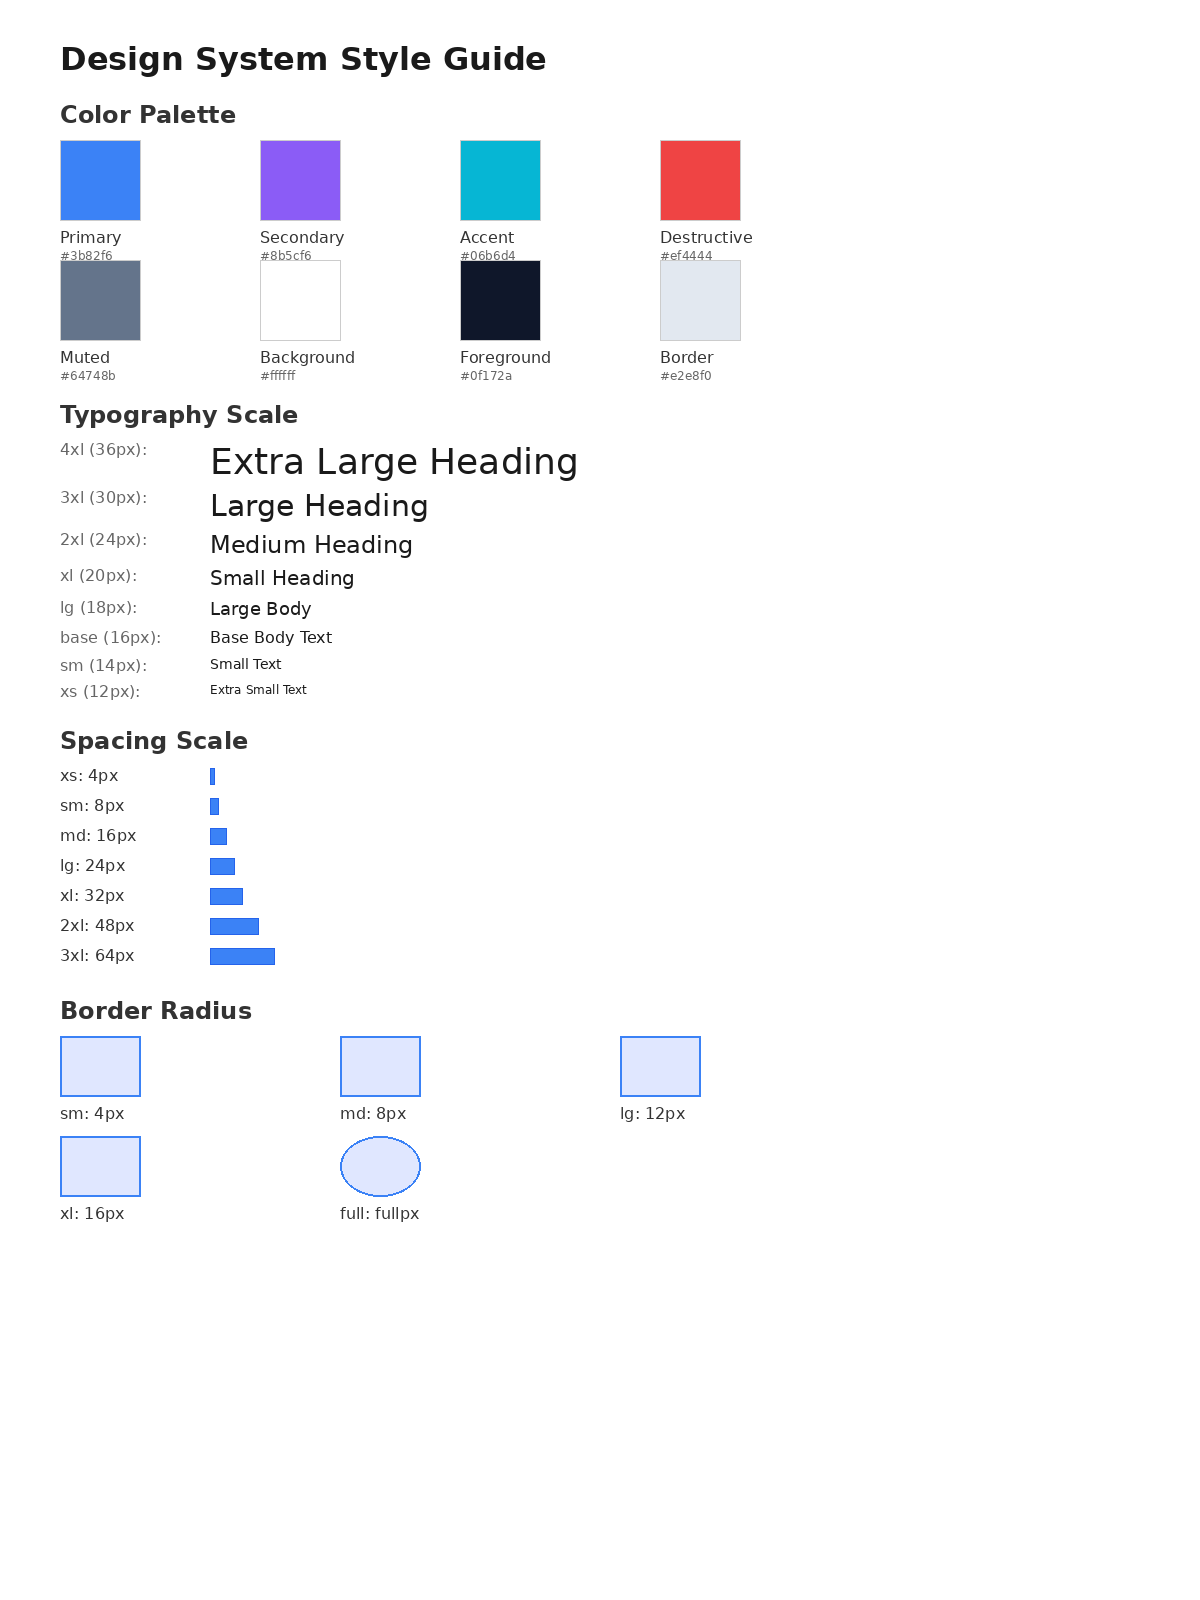 Design System Style Guide
Color Palette
Primary Secondary Accent Destructive
#3b82f6 #8b5cf6 #06b6d4 #ef4444
Muted Background Foreground Border
#64748b #ffffff #0f172a #e2e8f0
Typography Scale
4xl (36px): Extra Large Heading
3xl (30px): Large Heading
2xl (24px): Medium Heading
xl (20px): Small Heading
lg (18px): Large Body
base (16px): Base Body Text
sm (14px): Small Text
xs (12px): Extra Small Text
Spacing Scale
xs: 4px
sm: 8px
md: 16px
lg: 24px
xl: 32px
2xl: 48px
3xl: 64px
Border Radius
sm: 4px md: 8px lg: 12px
xl: 16px full: fullpx